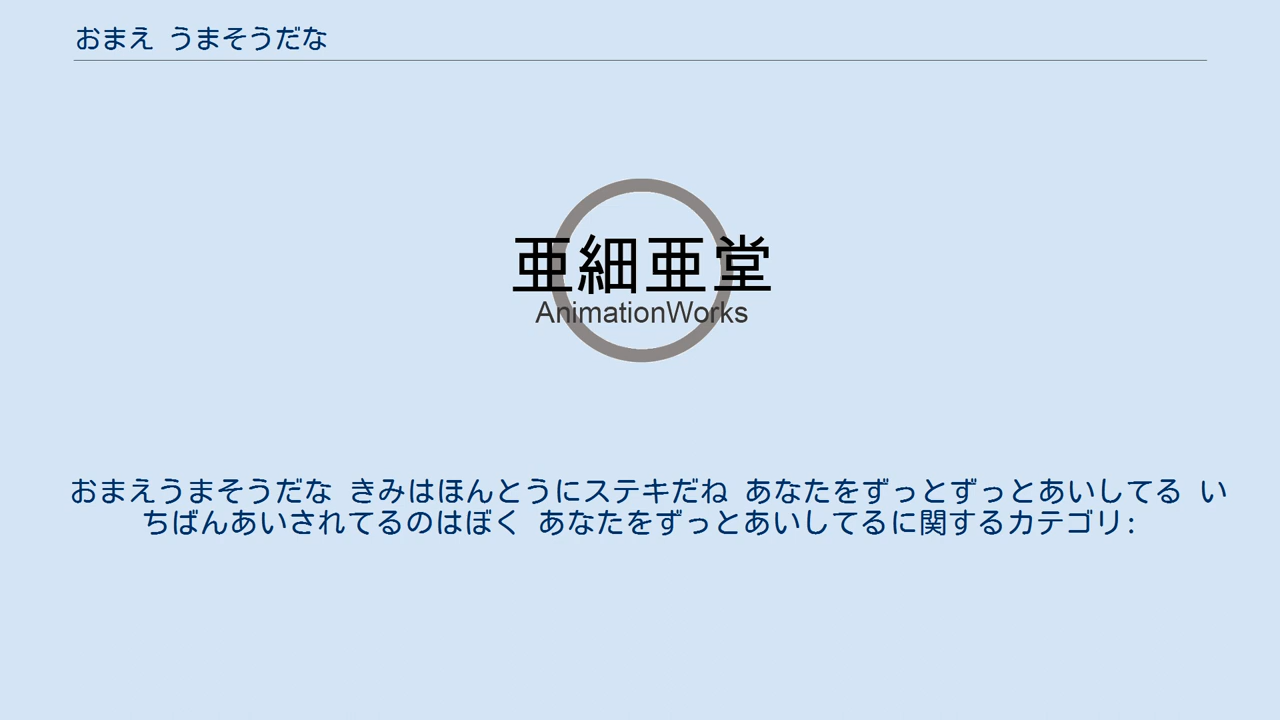 おまえ うまそうだな
亜細亜堂
AnimationWorks
おまえうまそうだな きみはほんとうにステキだね あなたをずっとずっとあいしてる い
ちばんあいされてるのはぼく あなたをずっとあいしてるに関するカテゴリ: